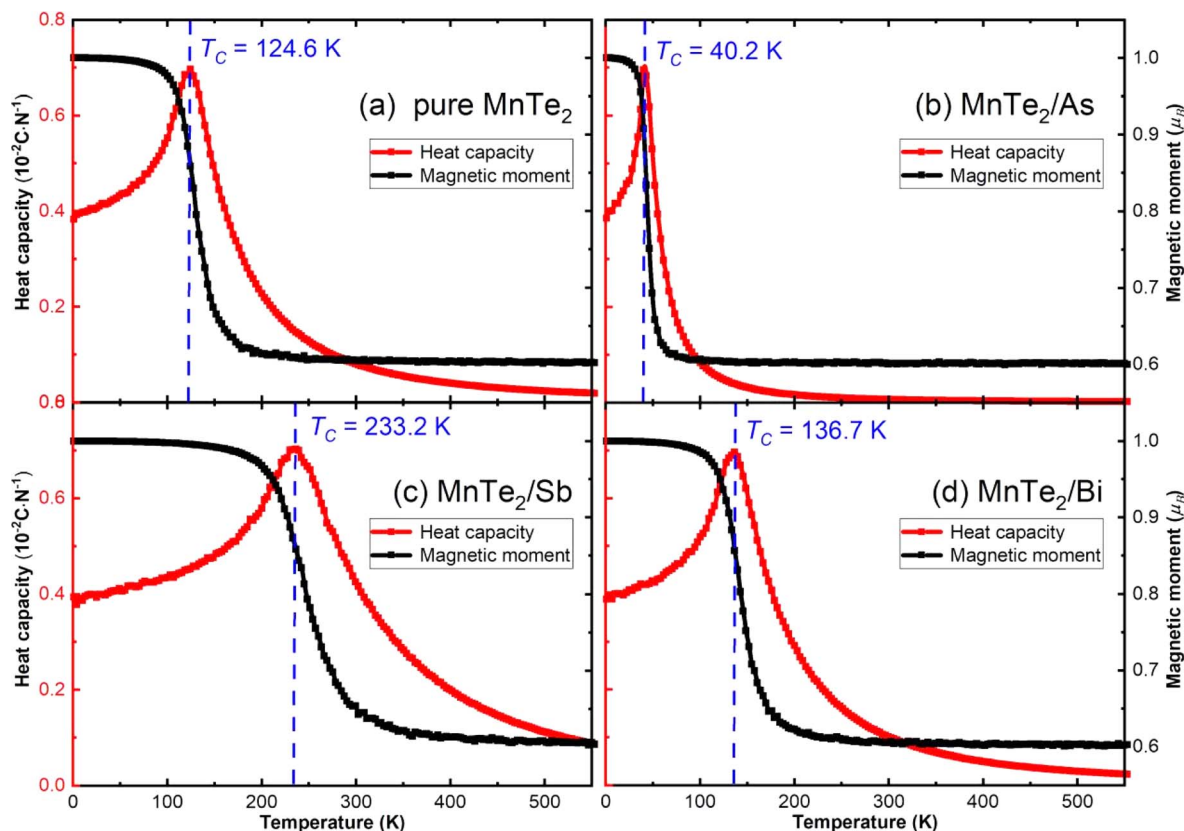 0.8
T_C = 124.6 K
(a) pure MnTe₂
Heat capacity
Magnetic moment
Heat capacity (10⁻²C·N⁻¹)
0.6
0.4
0.2
T_C = 40.2 K
(b) MnTe₂/As
Heat capacity
Magnetic moment
1.0
0.9
0.8
0.7
0.6
Magnetic moment (μ_B)
T_C = 233.2 K
(c) MnTe₂/Sb
Heat capacity
Magnetic moment
Heat capacity (10⁻²C·N⁻¹)
0.6
0.4
0.2
0.0
0 100 200 300 400 500
Temperature (K)
T_C = 136.7 K
(d) MnTe₂/Bi
Heat capacity
Magnetic moment
1.0
0.9
0.8
0.7
0.6
Magnetic moment (μ_B)
0 100 200 300 400 500
Temperature (K)